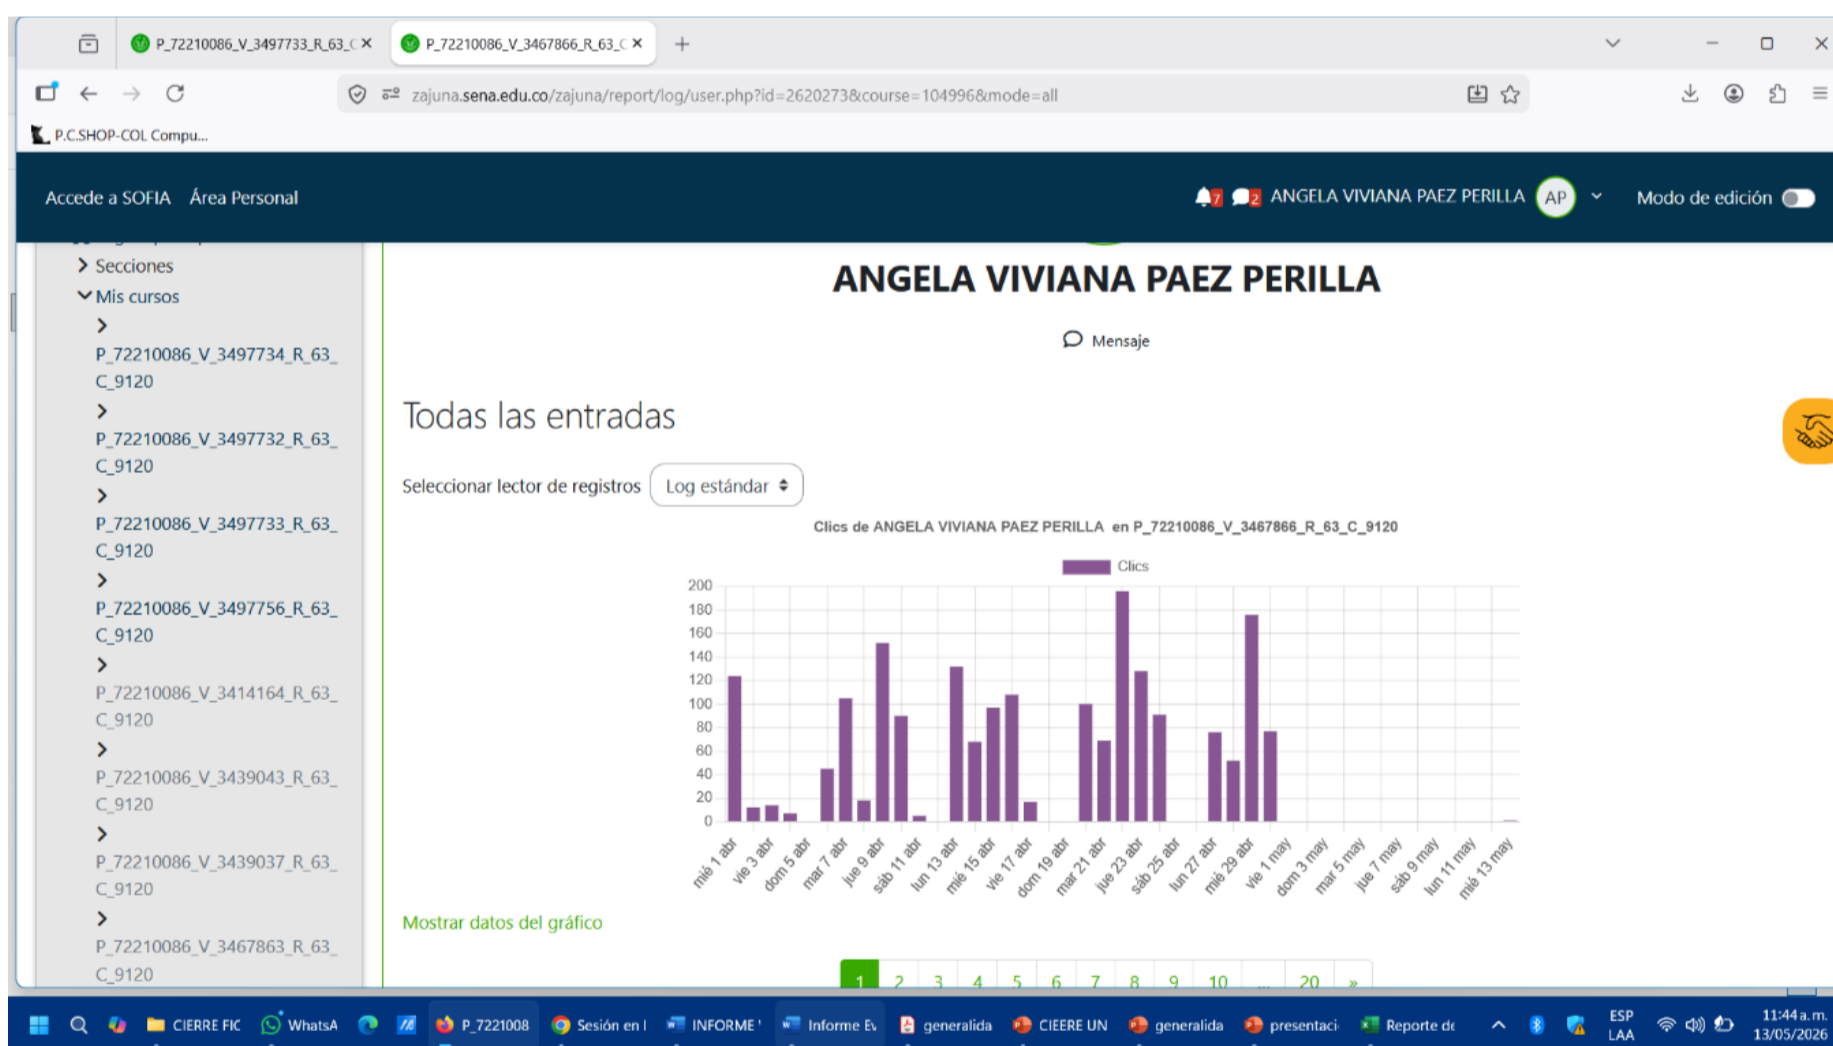 P_72210086_V_3497733_R_63_C
P_72210086_V_3467866_R_63_C
zajuna.sena.edu.co/zajuna/report/log/user.php?id=2620273&course=104996&mode=all
P.C.SHOP-COL Compu...
Accede a SOFIA Área Personal
7 2 ANGELA VIVIANA PAEZ PERILLA AP Modo de edición
Secciones
Mis cursos
P_72210086_V_3497734_R_63_
C_9120
P_72210086_V_3497732_R_63_
C_9120
P_72210086_V_3497733_R_63_
C_9120
P_72210086_V_3497756_R_63_
C_9120
P_72210086_V_3414164_R_63_
C_9120
P_72210086_V_3439043_R_63_
C_9120
P_72210086_V_3439037_R_63_
C_9120
P_72210086_V_3467863_R_63_
C_9120
ANGELA VIVIANA PAEZ PERILLA
Mensaje
Todas las entradas
Seleccionar lector de registros Log estándar
Clics de ANGELA VIVIANA PAEZ PERILLA en P_72210086_V_3467866_R_63_C_9120
Clics
200
180
160
140
120
100
80
60
40
20
0
mié 1 abr
vie 3 abr
dom 5 abr
mar 7 abr
jue 9 abr
sáb 11 abr
lun 13 abr
mié 15 abr
vie 17 abr
dom 19 abr
mar 21 abr
jue 23 abr
sáb 25 abr
lun 27 abr
mié 29 abr
vie 1 may
dom 3 may
mar 5 may
jue 7 may
sáb 9 may
lun 11 may
mié 13 may
Mostrar datos del gráfico
1 2 3 4 5 6 7 8 9 10 ... 20 »
CIERRE FIC WhatsA P_7221008 Sesión en l INFORME ' Informe Ev generalida CIEERE UN generalida presentaci Reporte de
ESP
LAA
11:44 a. m.
13/05/2026